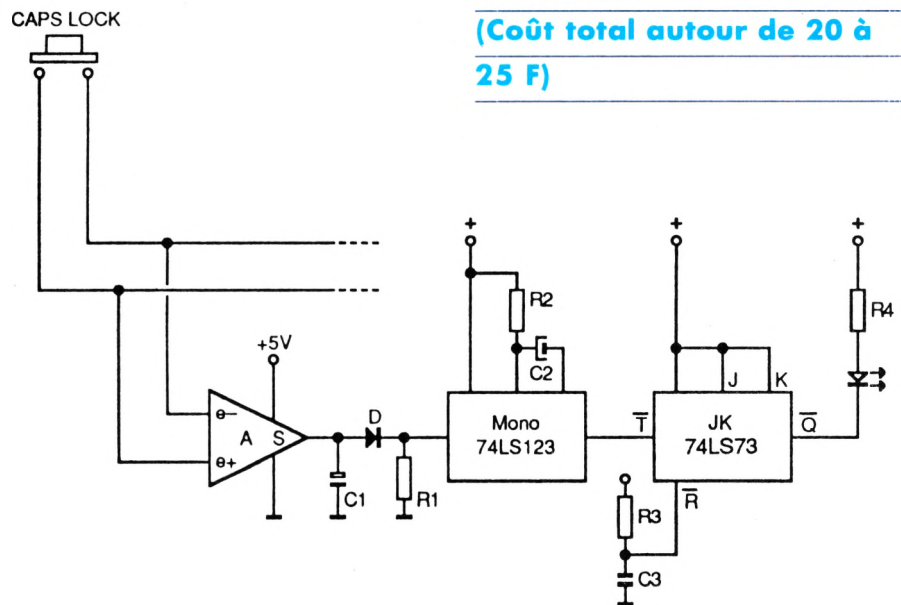 CAPS LOCK
(Coût total autour de 20 à
25 F)
+
+
+
R2
R4
+5V
C2
J
K
e−
A
S
e+
D
Mono
74LS123
T̅
JK
74LS73
Q̅
C1
R1
R̅
R3
C3